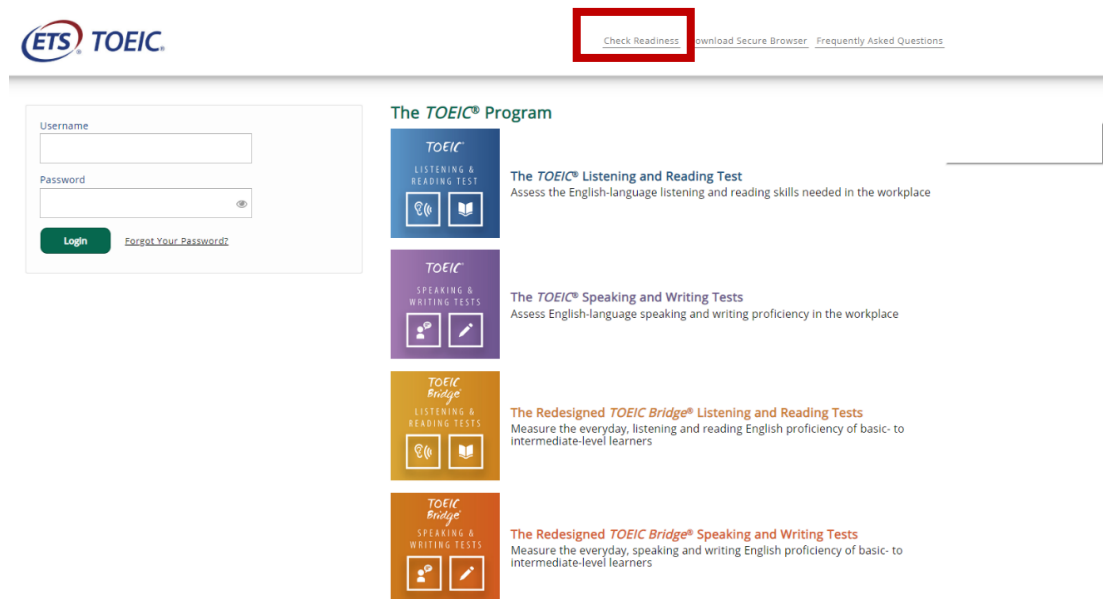 ETS® TOEIC®
Check Readiness ownload Secure Browser Frequently Asked Questions
Username
Password
Login Forgot Your Password?
The TOEIC® Program
TOEIC®
LISTENING &
READING TEST
The TOEIC® Listening and Reading Test
Assess the English-language listening and reading skills needed in the workplace
TOEIC®
SPEAKING &
WRITING TESTS
The TOEIC® Speaking and Writing Tests
Assess English-language speaking and writing proficiency in the workplace
TOEIC
Bridge®
LISTENING &
READING TESTS
The Redesigned TOEIC Bridge® Listening and Reading Tests
Measure the everyday, listening and reading English proficiency of basic- to
intermediate-level learners
TOEIC
Bridge®
SPEAKING &
WRITING TESTS
The Redesigned TOEIC Bridge® Speaking and Writing Tests
Measure the everyday, speaking and writing English proficiency of basic- to
intermediate-level learners